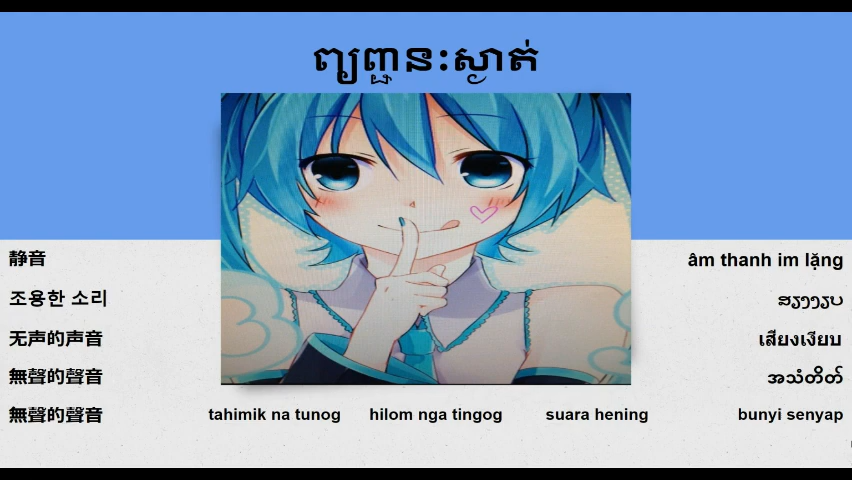 ព្យញ្ជនះស្ងាត់
静音
조용한 소리
无声的声音
無聲的聲音
無聲的聲音
tahimik na tunog
hilom nga tingog
suara hening
âm thanh im lặng
ສຽງງຽບ
เสียงเงียบ
အသံတိတ်
bunyi senyap